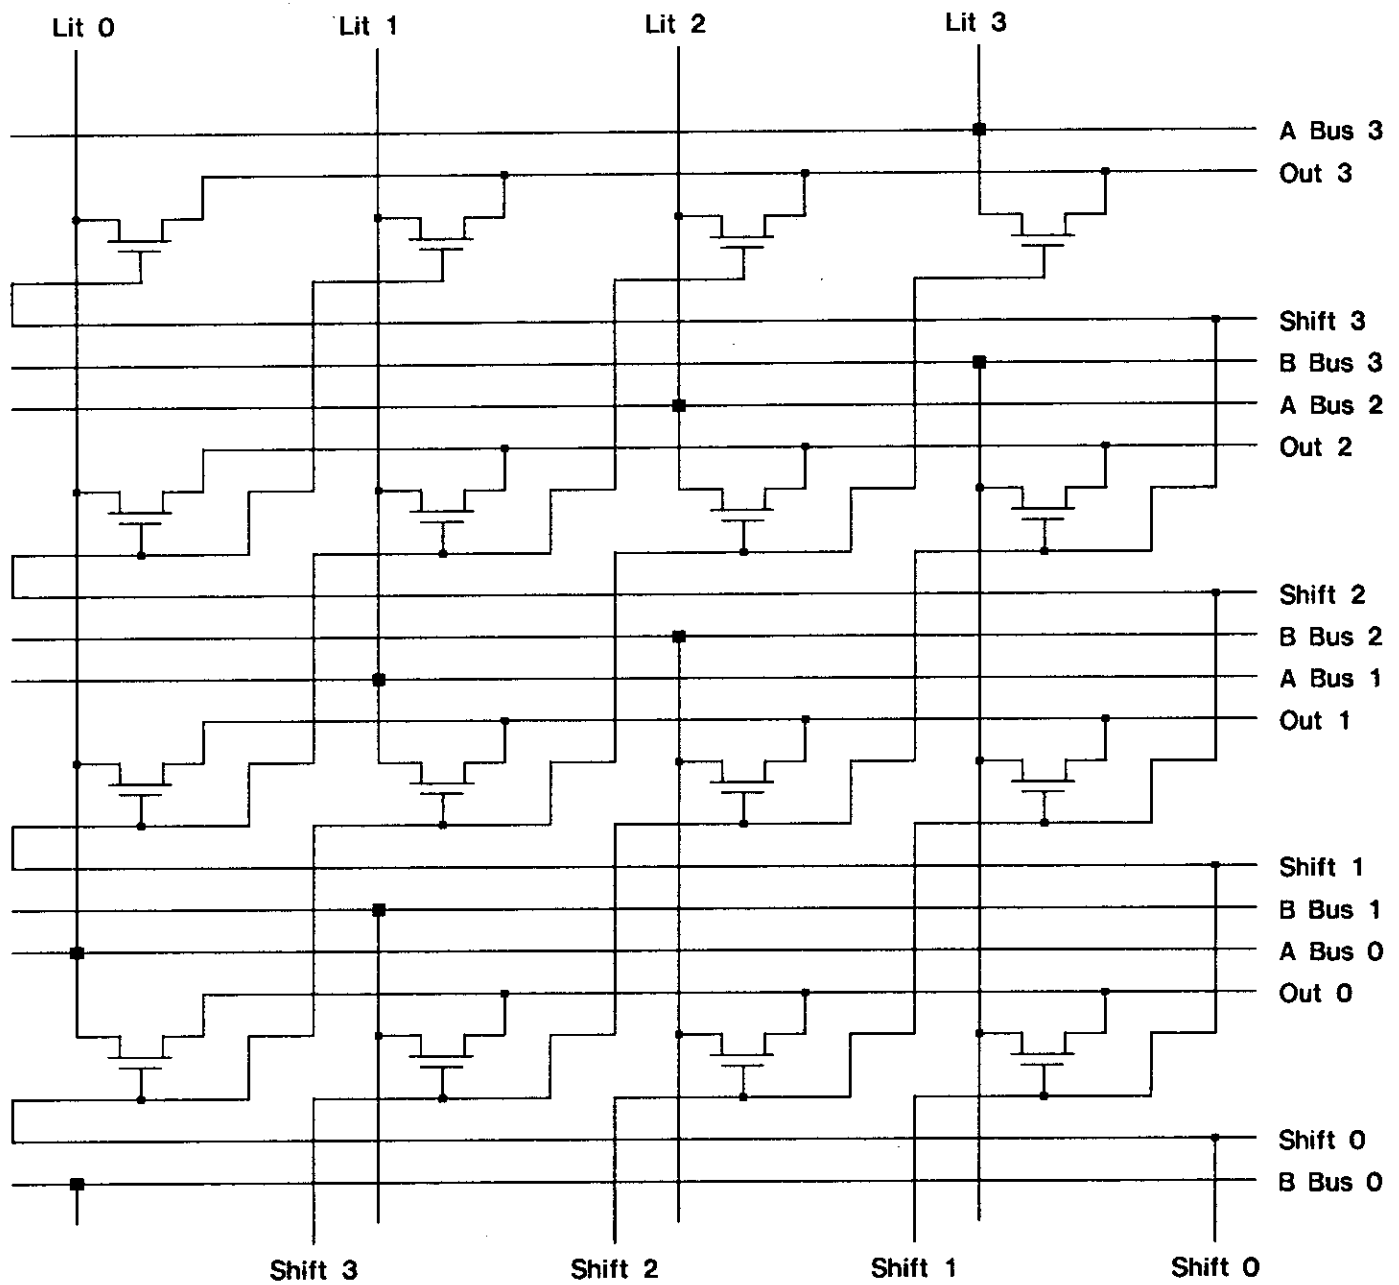 Lit 0 Lit 1 Lit 2 Lit 3
A Bus 3
Out 3
Shift 3
B Bus 3
A Bus 2
Out 2
Shift 2
B Bus 2
A Bus 1
Out 1
Shift 1
B Bus 1
A Bus 0
Out 0
Shift 0
B Bus 0
Shift 3 Shift 2 Shift 1 Shift 0